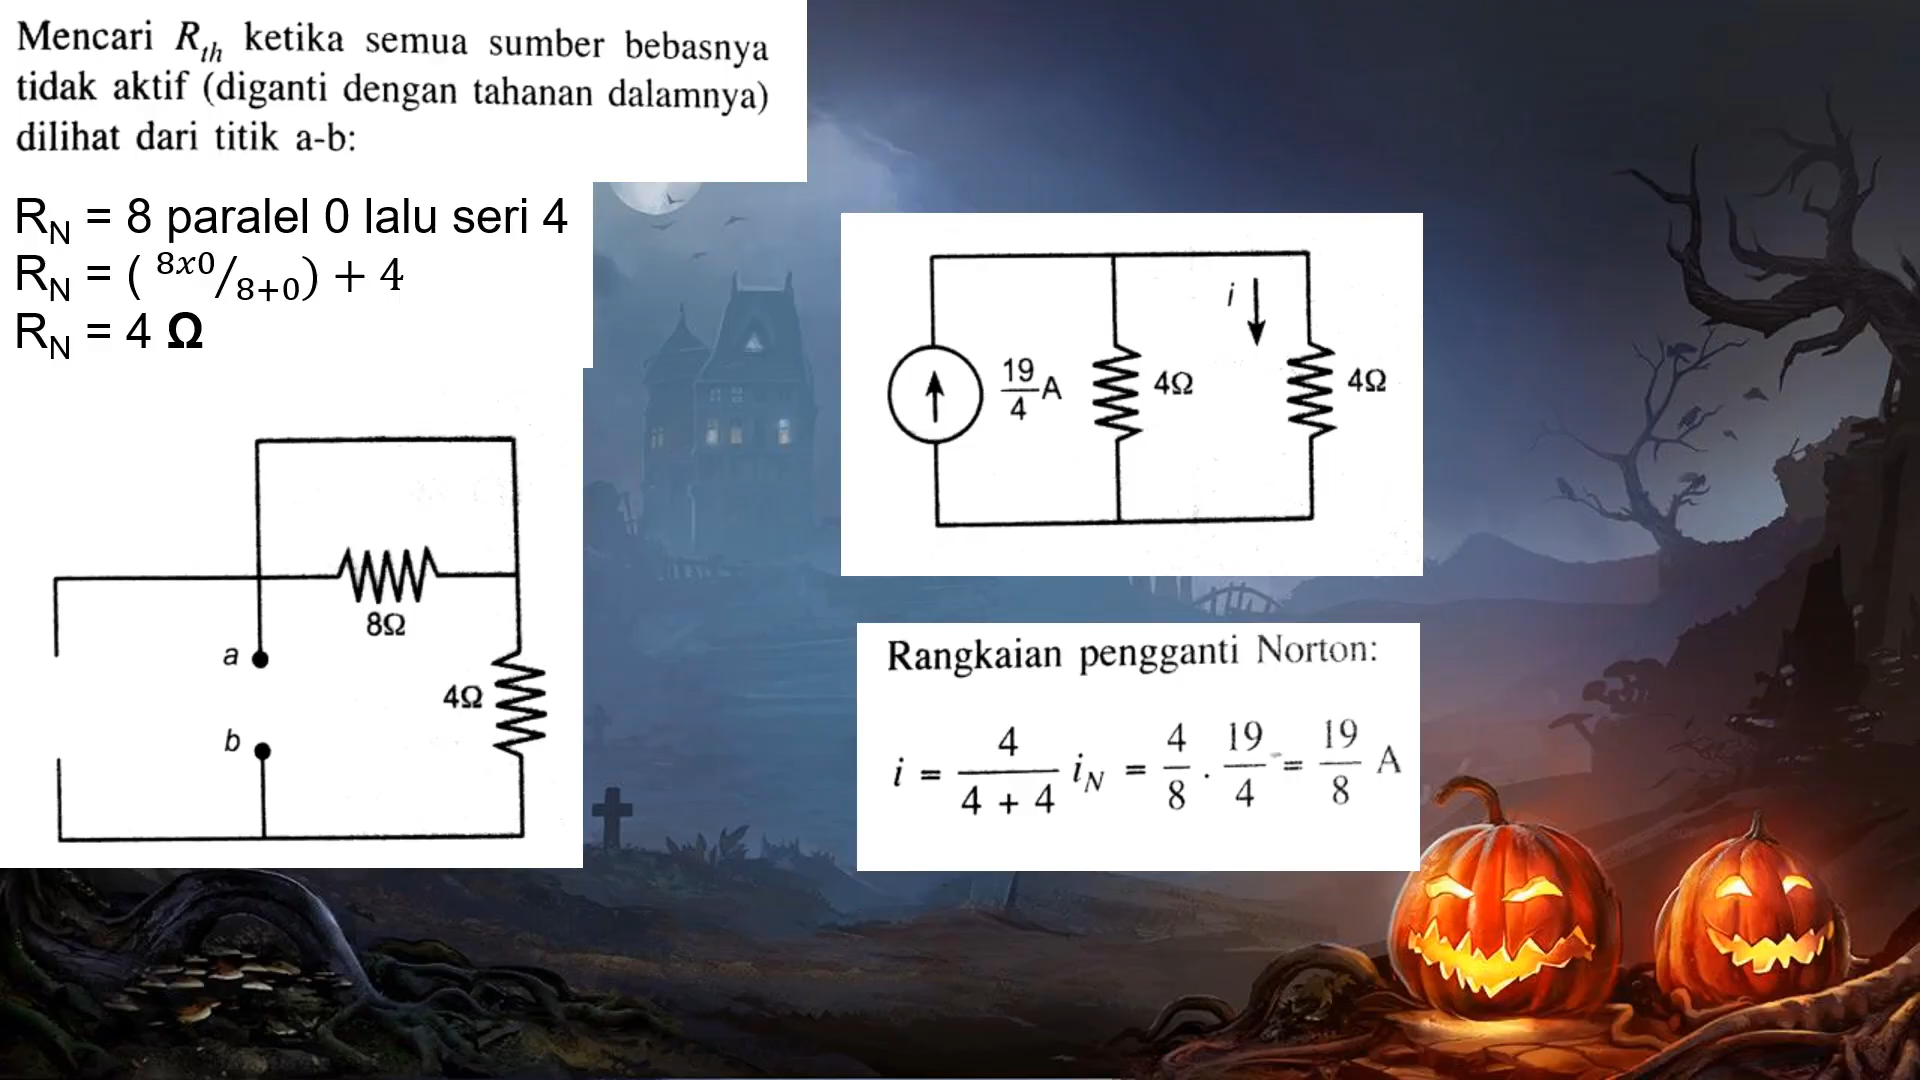 Mencari R_th ketika semua sumber bebasnya
tidak aktif (diganti dengan tahanan dalamnya)
dilihat dari titik a-b:
R_N = 8 paralel 0 lalu seri 4
R_N = ( 8x0/8+0) + 4
R_N = 4 Ω
8Ω
a
4Ω
b
i
19/4 A
4Ω
4Ω
Rangkaian pengganti Norton:
i = 4/(4 + 4) i_N = 4/8 . 19/4 = 19/8 A